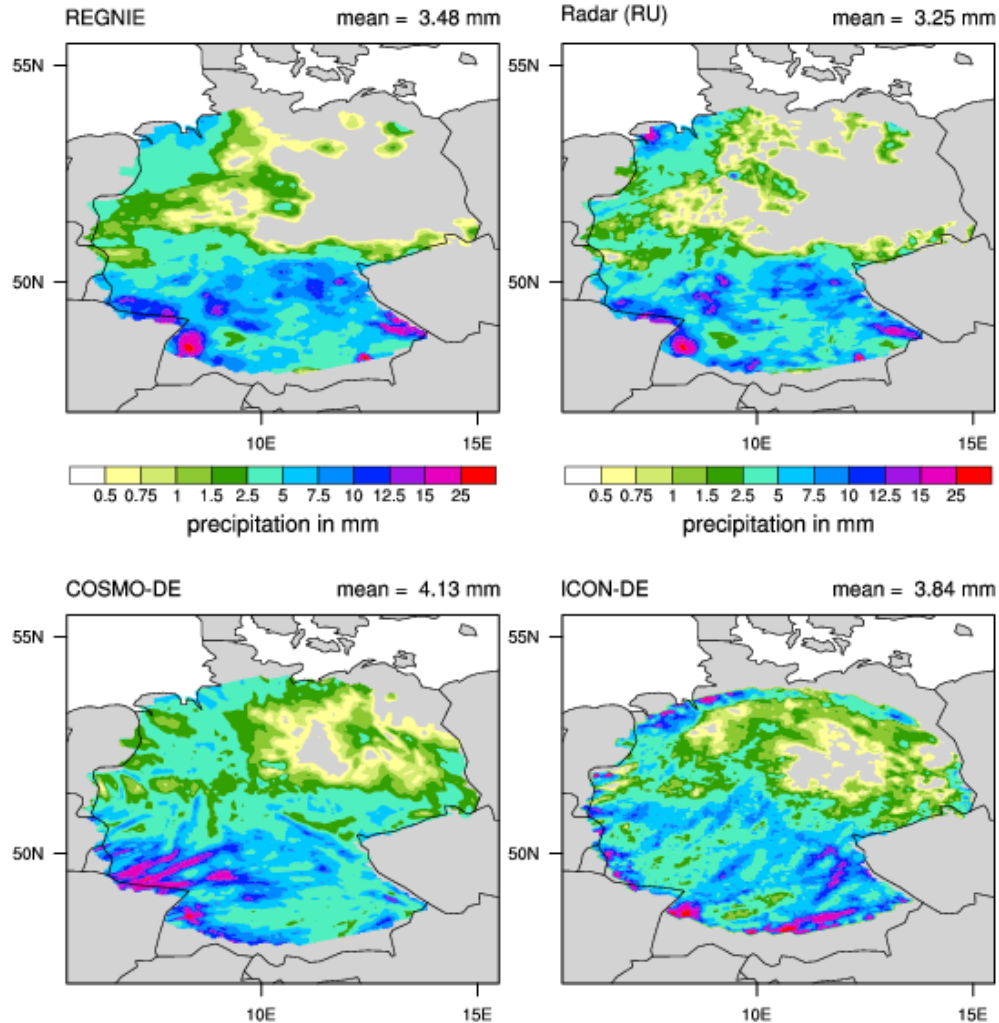 REGNIE mean = 3.48 mm
55N
50N
10E 15E
0.5 0.75 1 1.5 2.5 5 7.5 10 12.5 15 25
precipitation in mm
Radar (RU) mean = 3.25 mm
55N
50N
10E 15E
0.5 0.75 1 1.5 2.5 5 7.5 10 12.5 15 25
precipitation in mm
COSMO-DE mean = 4.13 mm
55N
50N
10E 15E
ICON-DE mean = 3.84 mm
55N
50N
10E 15E